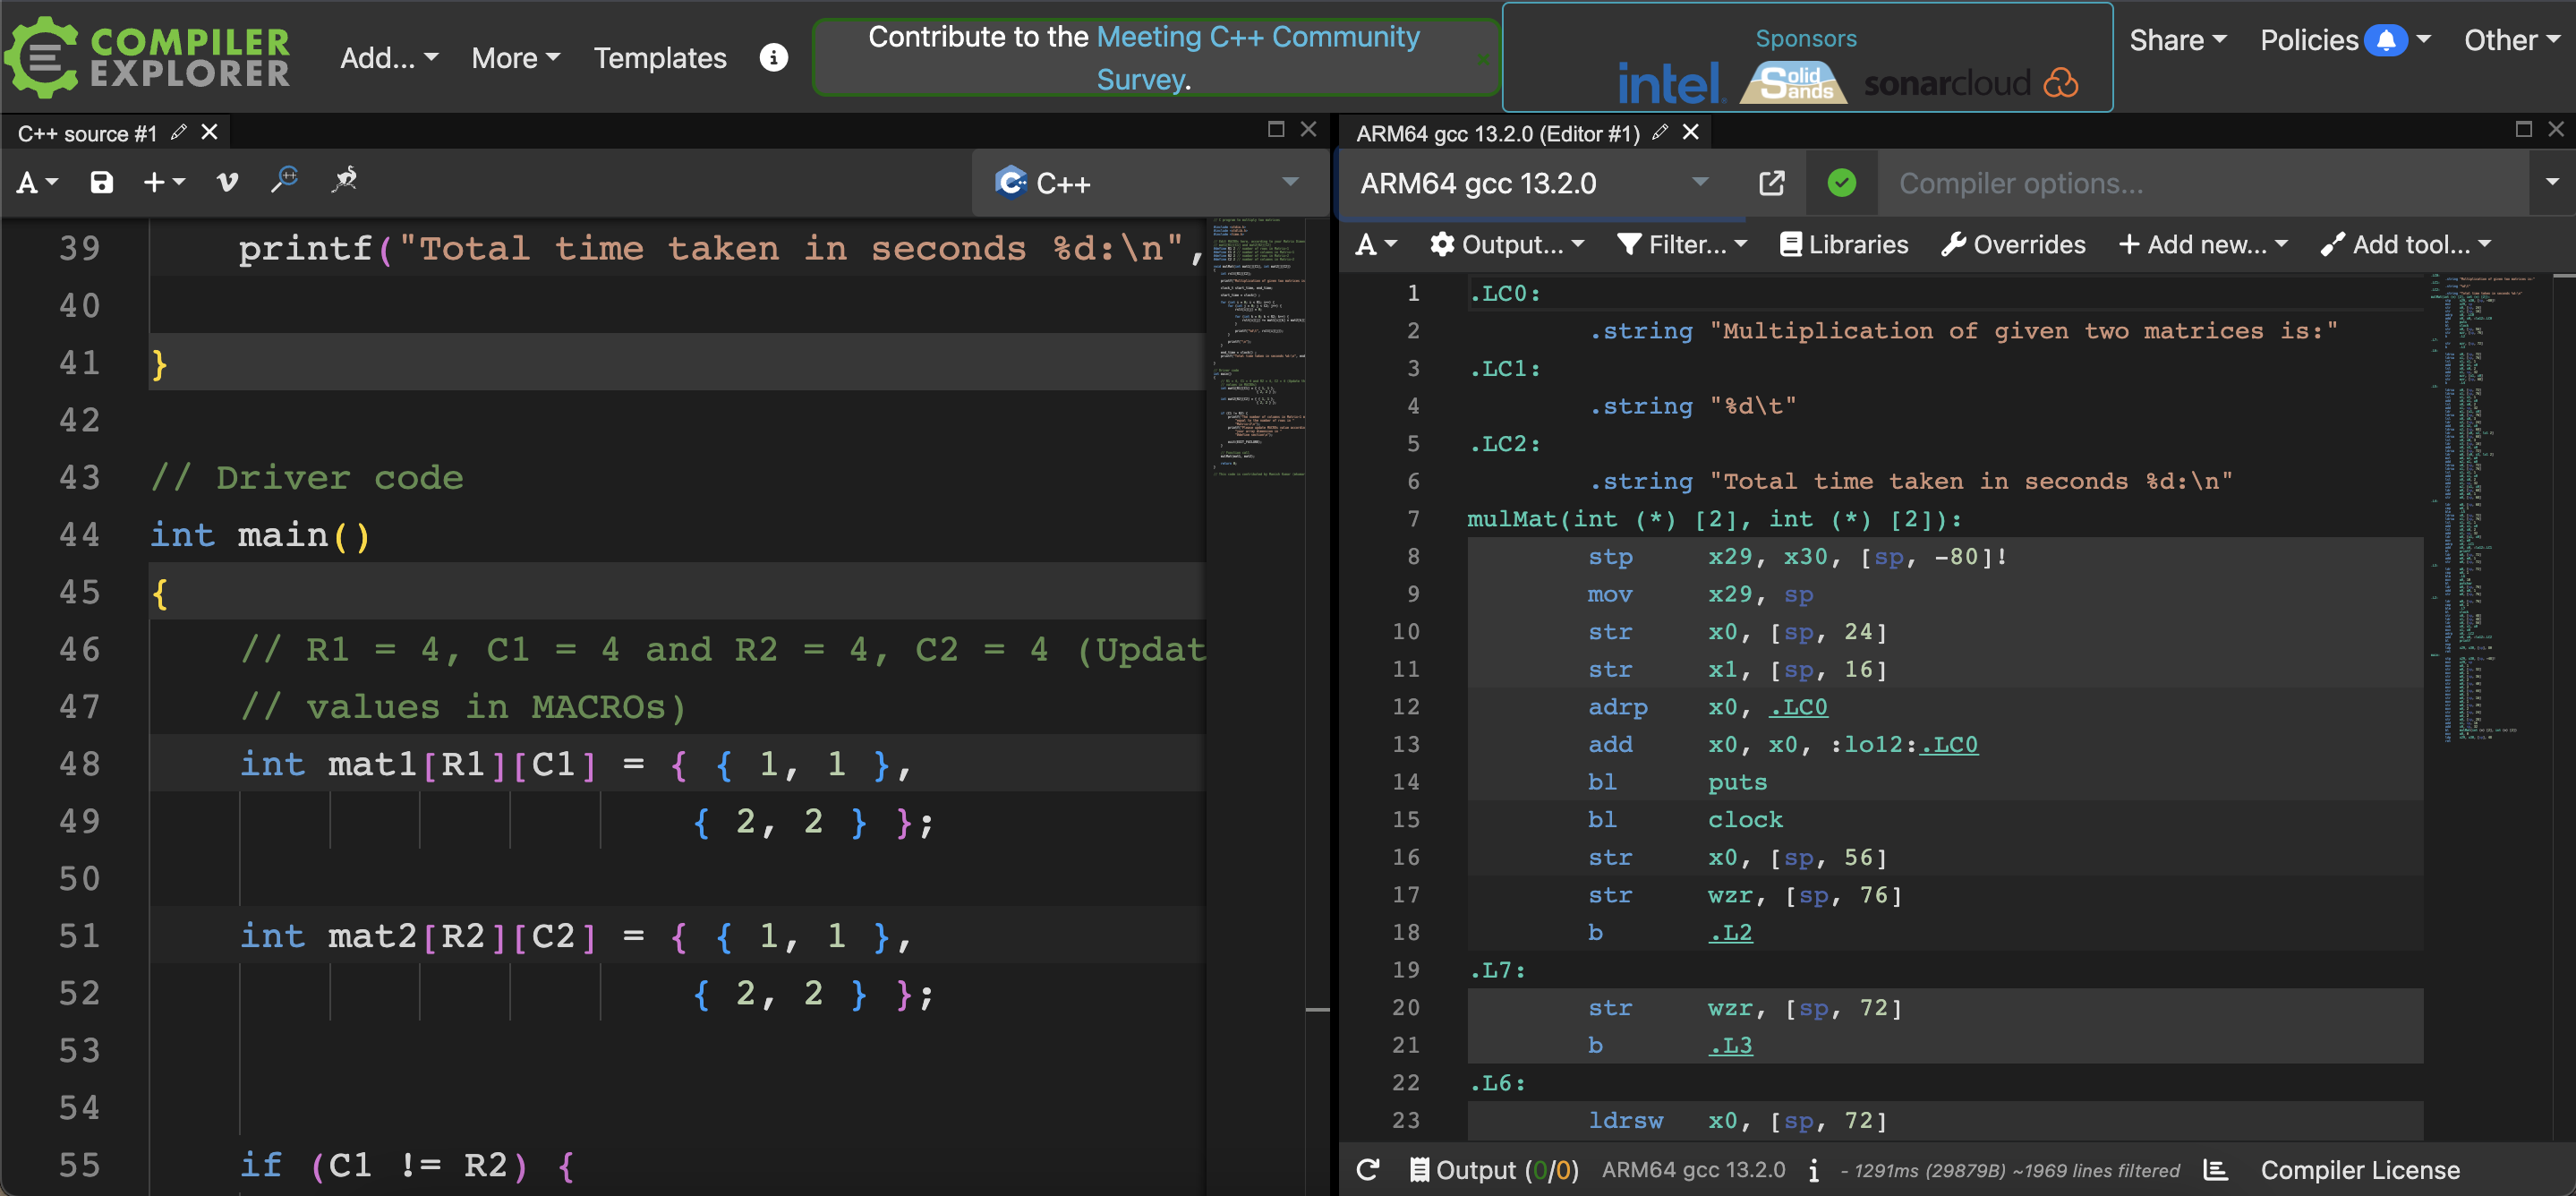 COMPILER
EXPLORER
Add...
More
Templates
Contribute to the Meeting C++ Community
Survey.
Sponsors
intel.
Solid
Sands
sonarcloud
Share
Policies
Other
C++ source #1
A
C++
39 printf("Total time taken in seconds %d:\n",
40
41 }
42
43 // Driver code
44 int main()
45 {
46 // R1 = 4, C1 = 4 and R2 = 4, C2 = 4 (Updat
47 // values in MACROs)
48 int mat1[R1][C1] = { { 1, 1 },
49 { 2, 2 } };
50
51 int mat2[R2][C2] = { { 1, 1 },
52 { 2, 2 } };
53
54
55 if (C1 != R2) {
ARM64 gcc 13.2.0 (Editor #1)
ARM64 gcc 13.2.0
Compiler options...
A
Output...
Filter...
Libraries
Overrides
+ Add new...
Add tool...
1 .LC0:
2 .string "Multiplication of given two matrices is:"
3 .LC1:
4 .string "%d\t"
5 .LC2:
6 .string "Total time taken in seconds %d:\n"
7 mulMat(int (*) [2], int (*) [2]):
8 stp x29, x30, [sp, -80]!
9 mov x29, sp
10 str x0, [sp, 24]
11 str x1, [sp, 16]
12 adrp x0, .LC0
13 add x0, x0, :lo12:.LC0
14 bl puts
15 bl clock
16 str x0, [sp, 56]
17 str wzr, [sp, 76]
18 b .L2
19 .L7:
20 str wzr, [sp, 72]
21 b .L3
22 .L6:
23 ldrsw x0, [sp, 72]
Output (0/0) ARM64 gcc 13.2.0 i - 1291ms (29879B) ~1969 lines filtered
Compiler License